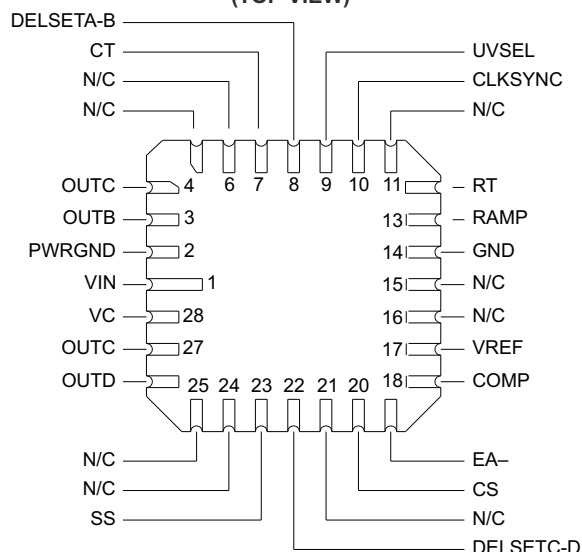 (TOP VIEW)
DELSETA-B
CT
UVSEL
N/C
CLKSYNC
N/C
N/C
6 7 8 9 10 11
OUTC 4 RT
OUTB 3 13 RAMP
PWRGND 2 14 GND
VIN 1 15 N/C
VC 28 16 N/C
OUTC 27 17 VREF
OUTD 18 COMP
25 24 23 22 21 20
N/C
EA–
N/C
CS
SS
N/C
DELSETC-D